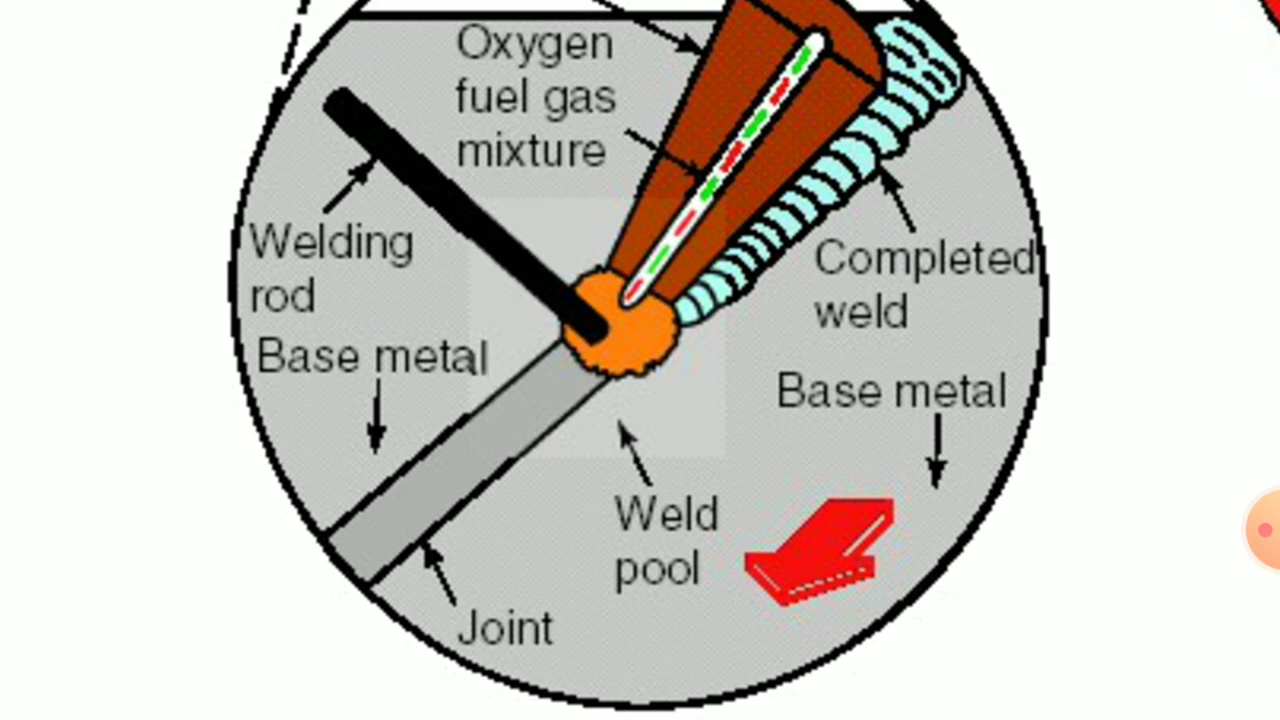 Oxygen
fuel gas
mixture
Welding
rod
Completed
weld
Base metal
Base metal
Weld
pool
Joint